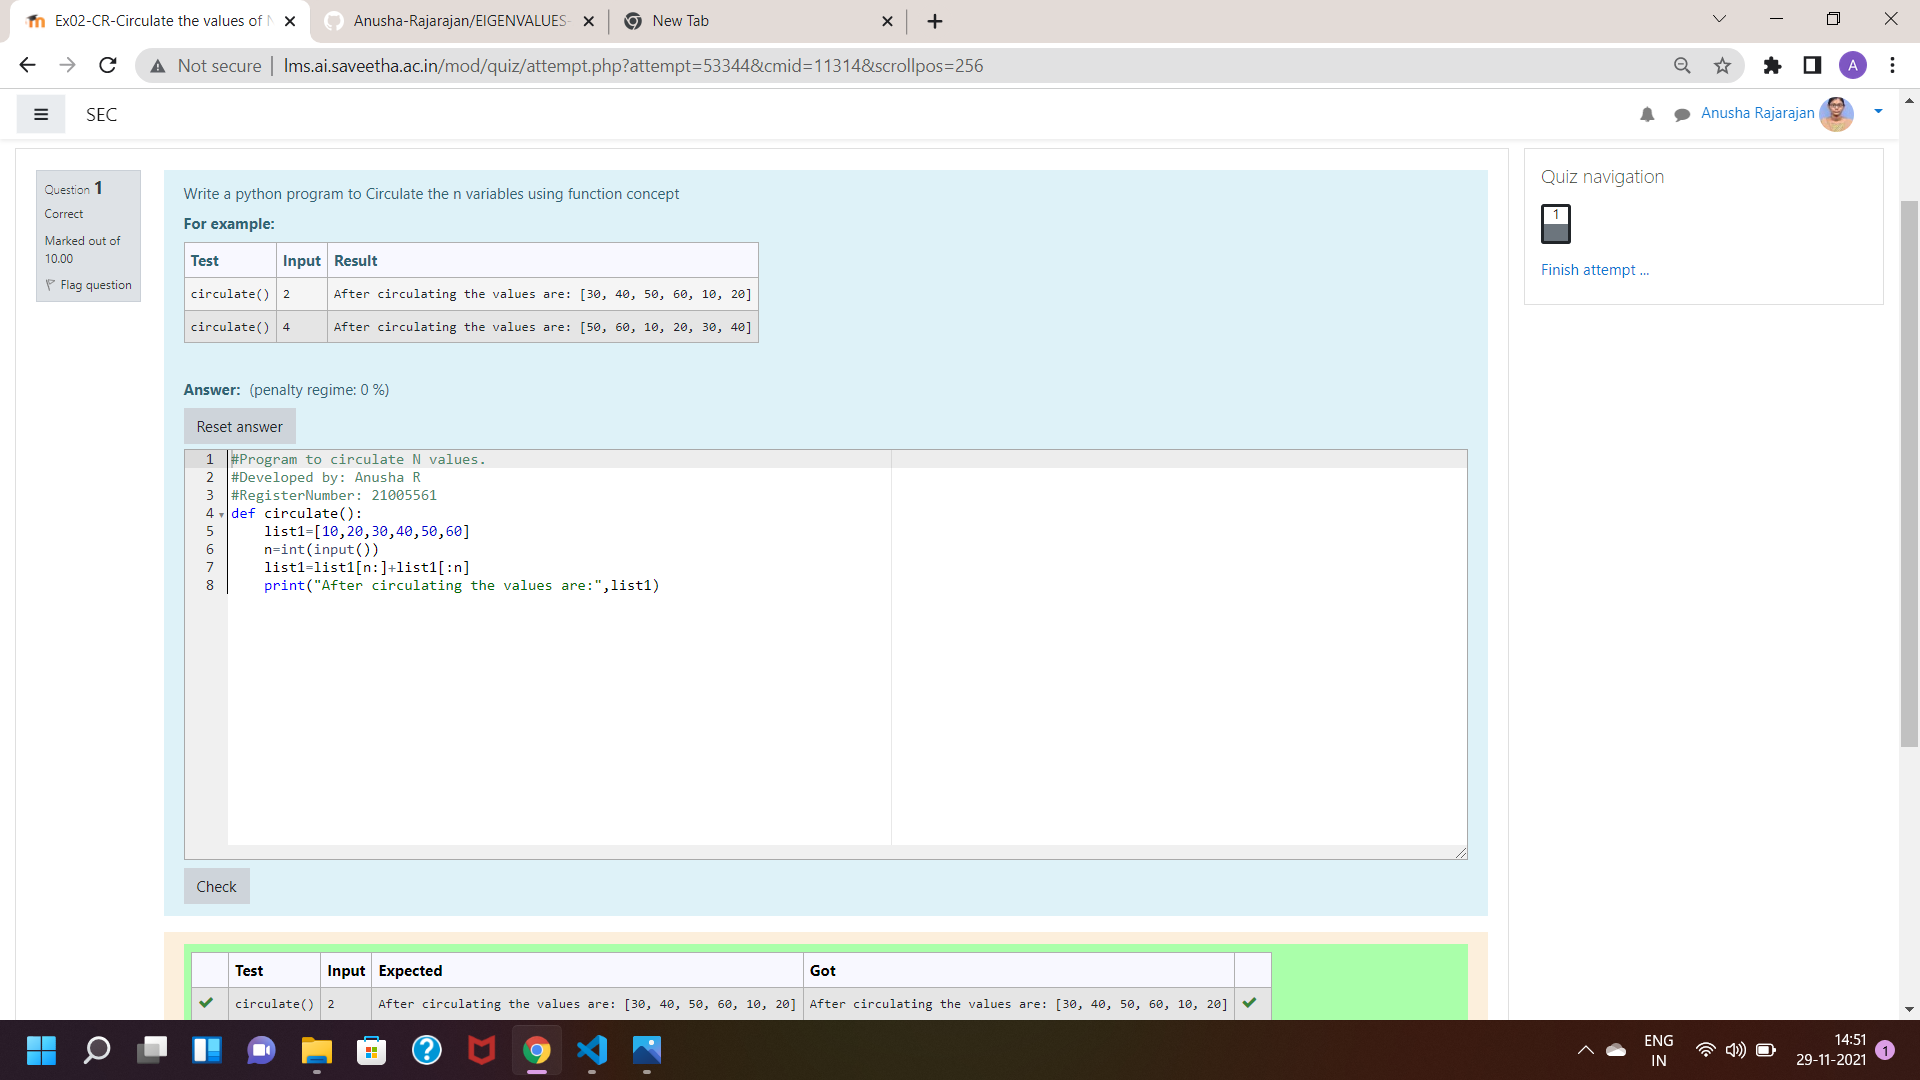 Ex02-CR-Circulate the values of N
Anusha-Rajarajan/EIGENVALUES-
New Tab
Not secure | lms.ai.saveetha.ac.in/mod/quiz/attempt.php?attempt=53344&cmid=11314&scrollpos=256
A
SEC
Anusha Rajarajan
Question 1
Correct
Marked out of
10.00
Flag question
Write a python program to Circulate the n variables using function concept
For example:
Test Input Result
circulate() 2 After circulating the values are: [30, 40, 50, 60, 10, 20]
circulate() 4 After circulating the values are: [50, 60, 10, 20, 30, 40]
Answer: (penalty regime: 0 %)
Reset answer
1 #Program to circulate N values.
2 #Developed by: Anusha R
3 #RegisterNumber: 21005561
4 def circulate():
5 list1=[10,20,30,40,50,60]
6 n=int(input())
7 list1=list1[n:]+list1[:n]
8 print("After circulating the values are:",list1)
Check
Test Input Expected Got
circulate() 2 After circulating the values are: [30, 40, 50, 60, 10, 20] After circulating the values are: [30, 40, 50, 60, 10, 20]
Quiz navigation
1
Finish attempt ...
ENG
IN
14:51
29-11-2021
1